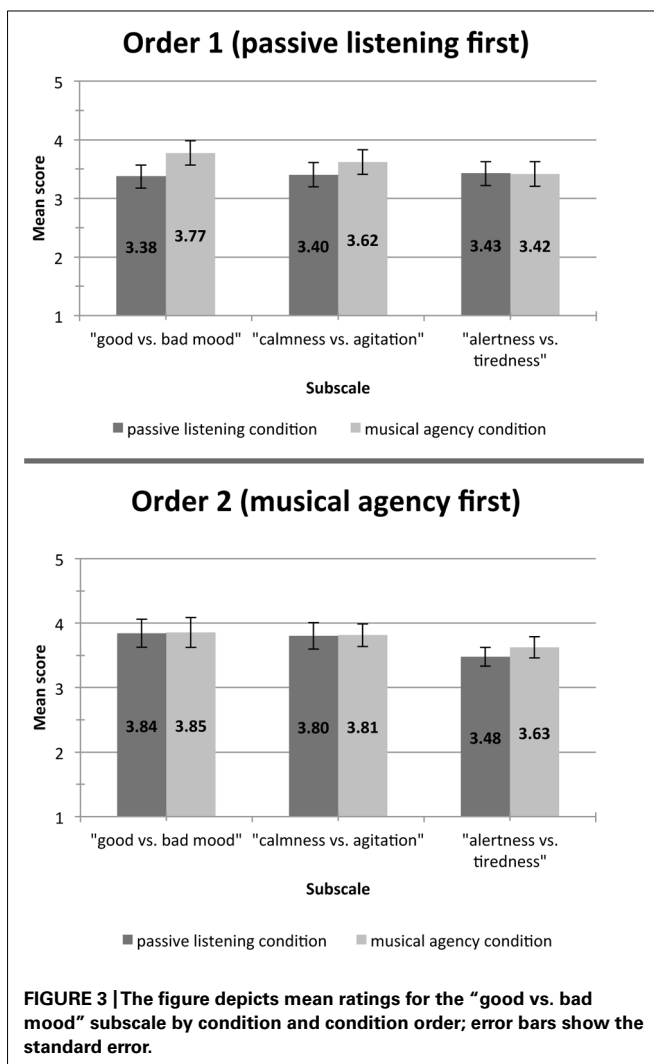 Order 1 (passive listening first)
5
4
3
2
1
Mean score
3.38
3.77
3.40
3.62
3.43
3.42
"good vs. bad mood"
"calmness vs. agitation"
"alertness vs.
tiredness"
Subscale
passive listening condition
musical agency condition
Order 2 (musical agency first)
5
4
3
2
1
Mean score
3.84
3.85
3.80
3.81
3.48
3.63
"good vs. bad mood"
"calmness vs. agitation"
"alertness vs.
tiredness"
Subscale
passive listening condition
musical agency condition
FIGURE 3 | The figure depicts mean ratings for the “good vs. bad
mood” subscale by condition and condition order; error bars show the
standard error.